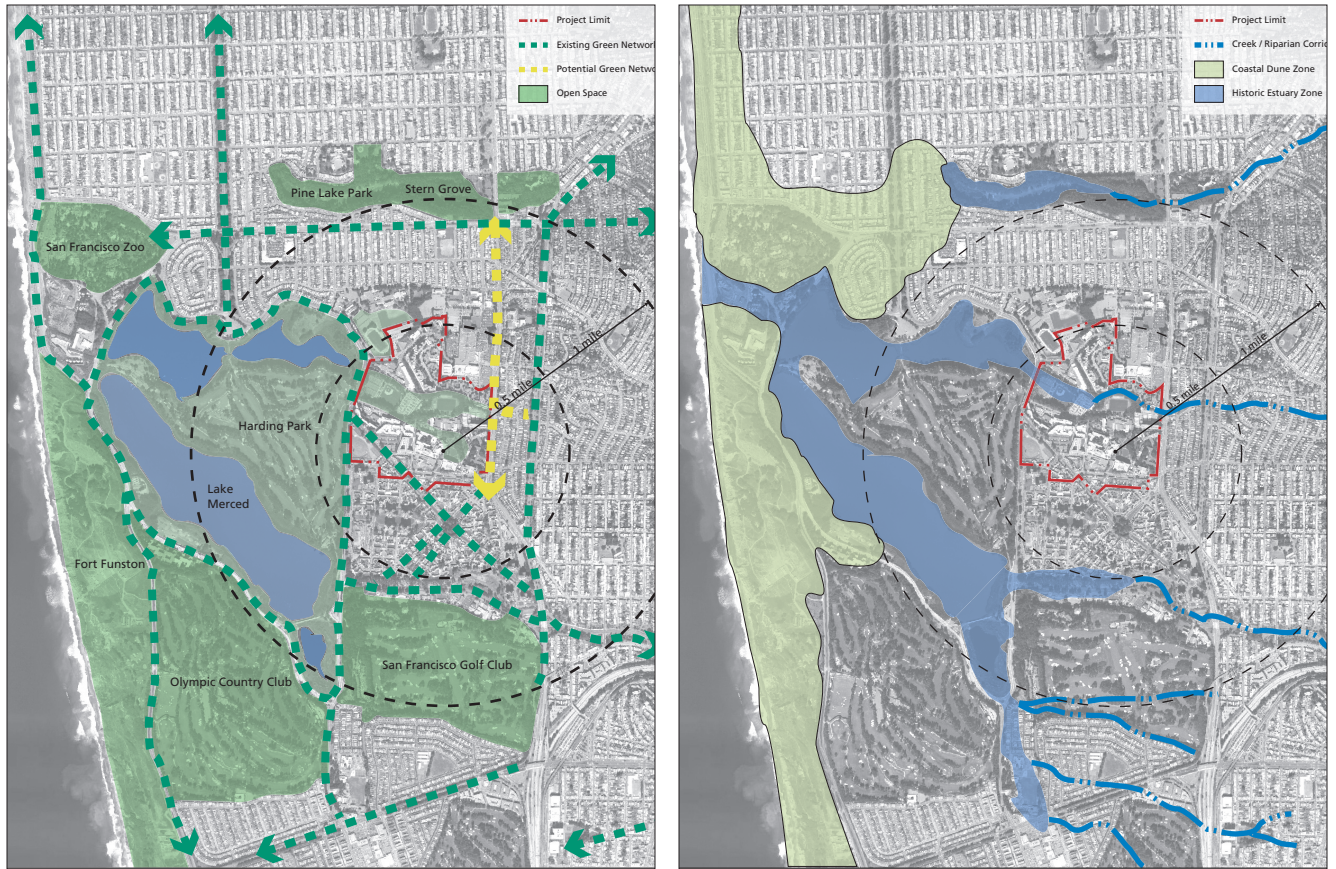 Project Limit
Existing Green Network
Potential Green Netwo
Open Space
Pine Lake Park
Stern Grove
San Francisco Zoo
1 mile
0.5 mile
Harding Park
Lake
Merced
Fort Funston
San Francisco Golf Club
Olympic Country Club
Project Limit
Creek / Riparian Corri
Coastal Dune Zone
Historic Estuary Zone
1 mile
0.5 mile